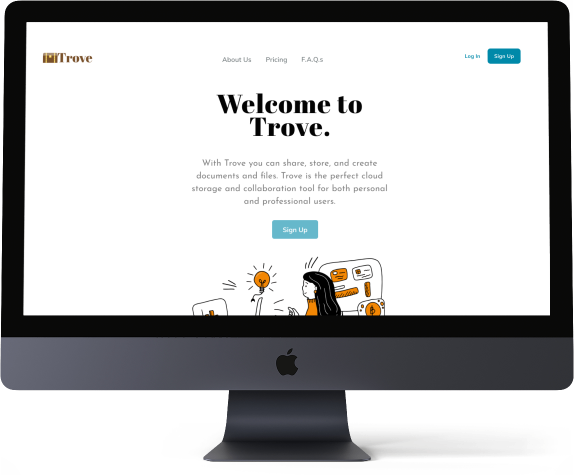 Trove
About Us Pricing F.A.Q.s
Log In Sign Up
Welcome to
Trove.
With Trove you can share, store, and create
documents and files. Trove is the perfect cloud
storage and collaboration tool for both personal
and professional users.
Sign Up